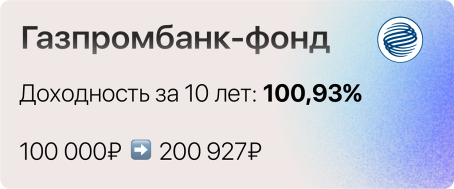 Газпромбанк-фонд
Доходность за 10 лет: 100,93%
100 000₽ ➡️ 200 927₽